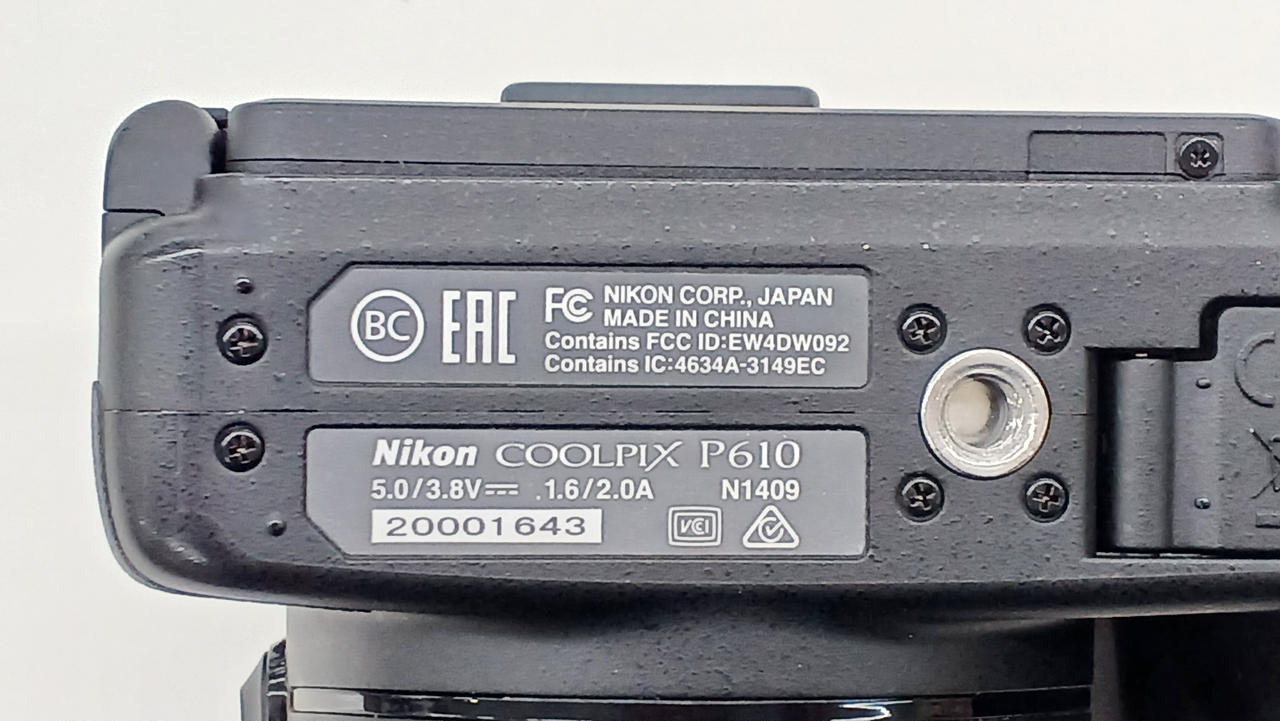 BC EAC FC NIKON CORP., JAPAN
MADE IN CHINA
Contains FCC ID:EW4DW092
Contains IC:4634A-3149EC
Nikon COOLPIX P610
5.0/3.8V⎓ .1.6/2.0A N1409
20001643 VCCI